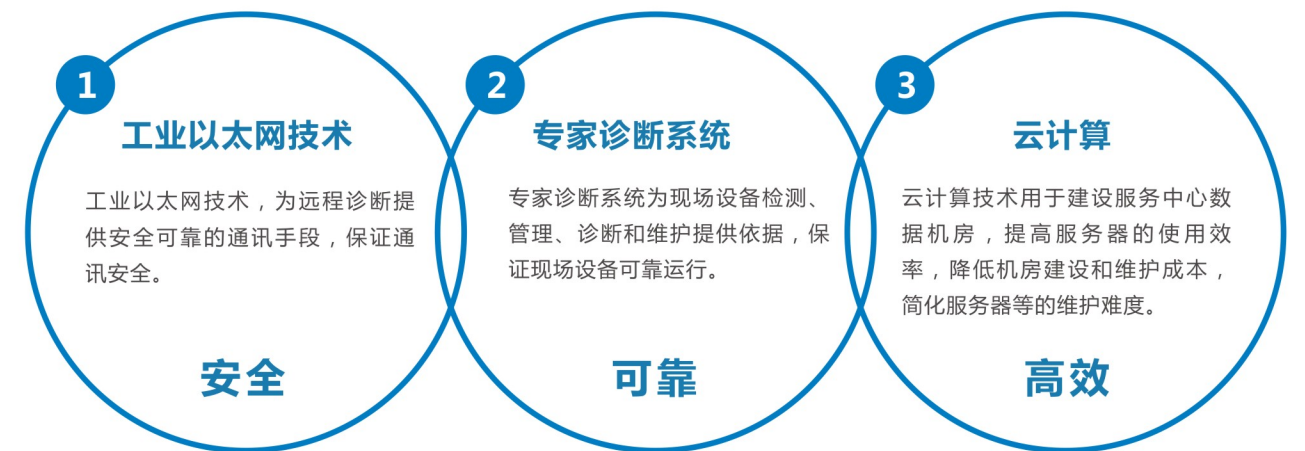 1
工业以太网技术
工业以太网技术，为远程诊断提
供安全可靠的通讯手段，保证通
讯安全。
安全
2
专家诊断系统
专家诊断系统为现场设备检测、
管理、诊断和维护提供依据，保
证现场设备可靠运行。
可靠
3
云计算
云计算技术用于建设服务中心数
据机房，提高服务器的使用效
率，降低机房建设和维护成本，
简化服务器等的维护难度。
高效